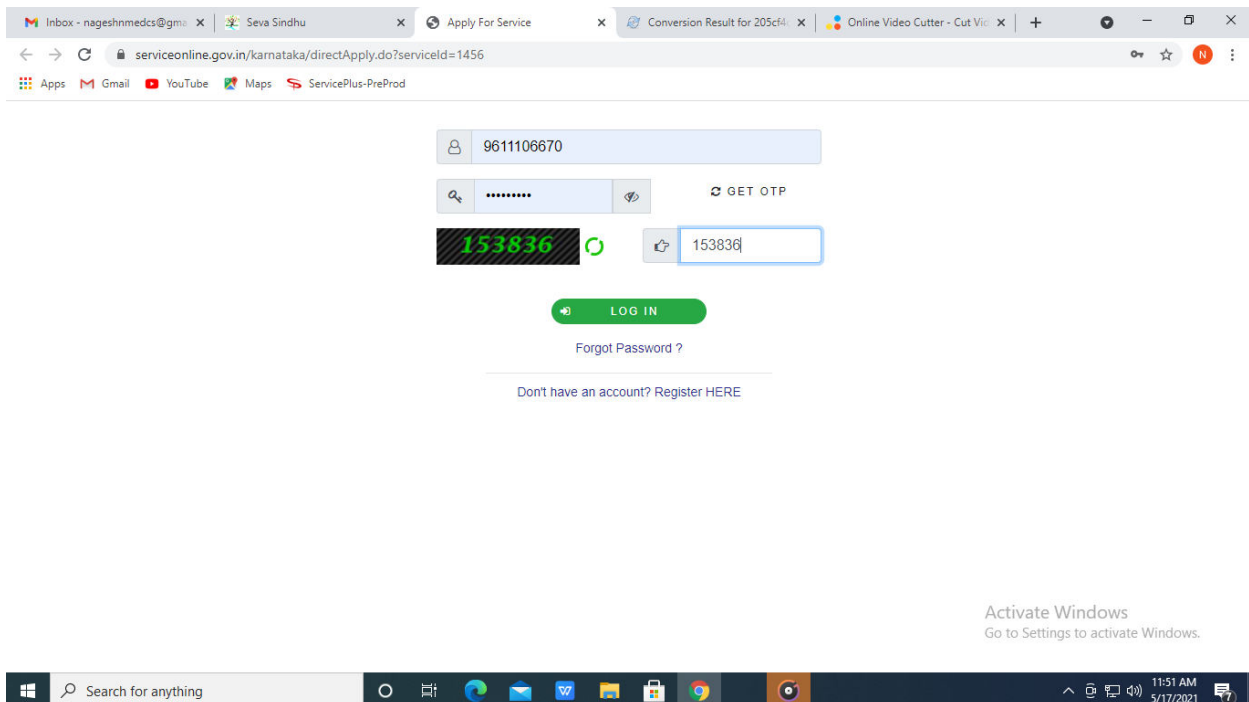 Inbox - nageshnmedcs@gma
Seva Sindhu
Apply For Service
Conversion Result for 205cf4
Online Video Cutter - Cut Vid
serviceonline.gov.in/karnataka/directApply.do?serviceId=1456
N
Apps
Gmail
YouTube
Maps
ServicePlus-PreProd
9611106670
•••••••••
GET OTP
153836
153836
LOG IN
Forgot Password ?
Don't have an account? Register HERE
Activate Windows
Go to Settings to activate Windows.
Search for anything
11:51 AM
5/17/2021
7